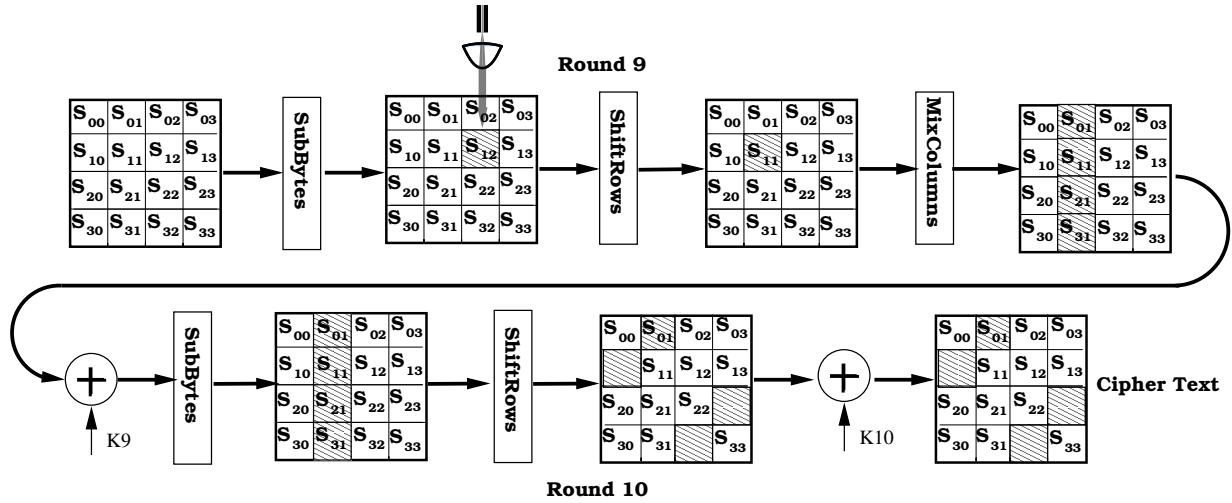 Round 9
S00 S01 S02 S03
S10 S11 S12 S13
S20 S21 S22 S23
S30 S31 S32 S33
SubBytes
S00 S01 S02 S03
S10 S11 S12 S13
S20 S21 S22 S23
S30 S31 S32 S33
ShiftRows
S00 S01 S02 S03
S10 S11 S12 S13
S20 S21 S22 S23
S30 S31 S32 S33
MixColumns
S00 S01 S02 S03
S10 S11 S12 S13
S20 S21 S22 S23
S30 S31 S32 S33
+
K9
SubBytes
S00 S01 S02 S03
S10 S11 S12 S13
S20 S21 S22 S23
S30 S31 S32 S33
ShiftRows
S00 S01 S02 S03
S11 S12 S13
S20 S21 S22
S30 S31 S33
+
K10
S00 S01 S02 S03
S11 S12 S13
S20 S21 S22
S30 S31 S33
Cipher Text
Round 10